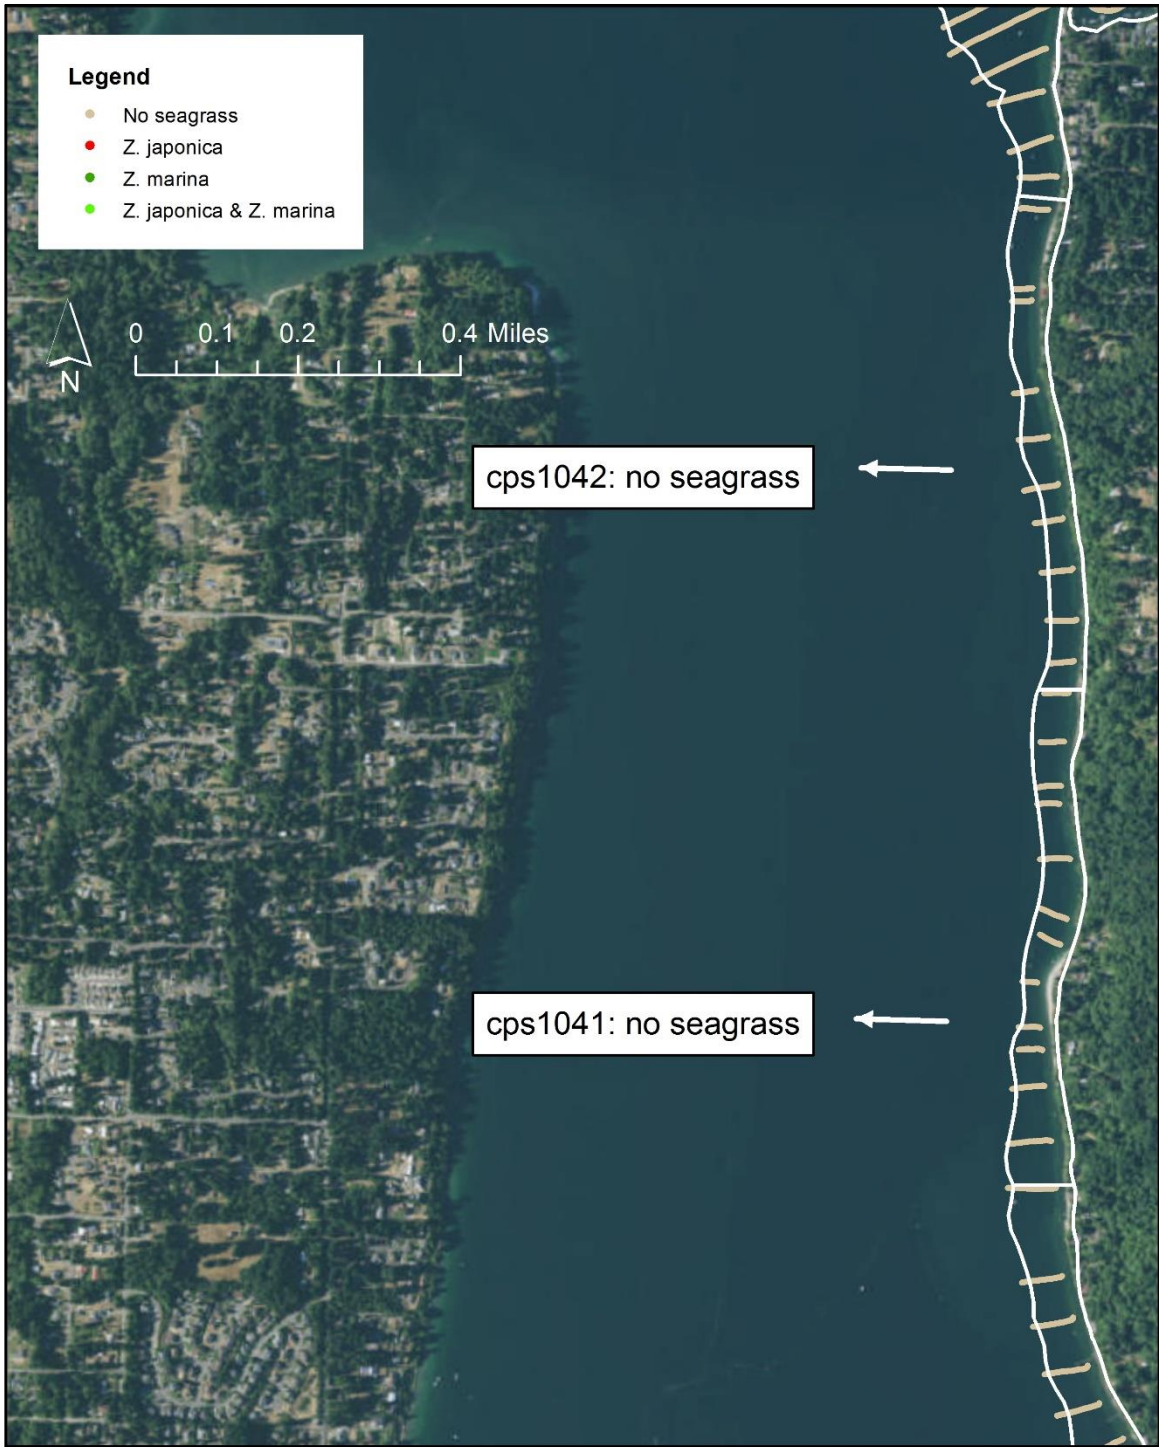 Legend
No seagrass
Z. japonica
Z. marina
Z. japonica & Z. marina
0 0.1 0.2 0.4 Miles
N
cps1042: no seagrass
cps1041: no seagrass